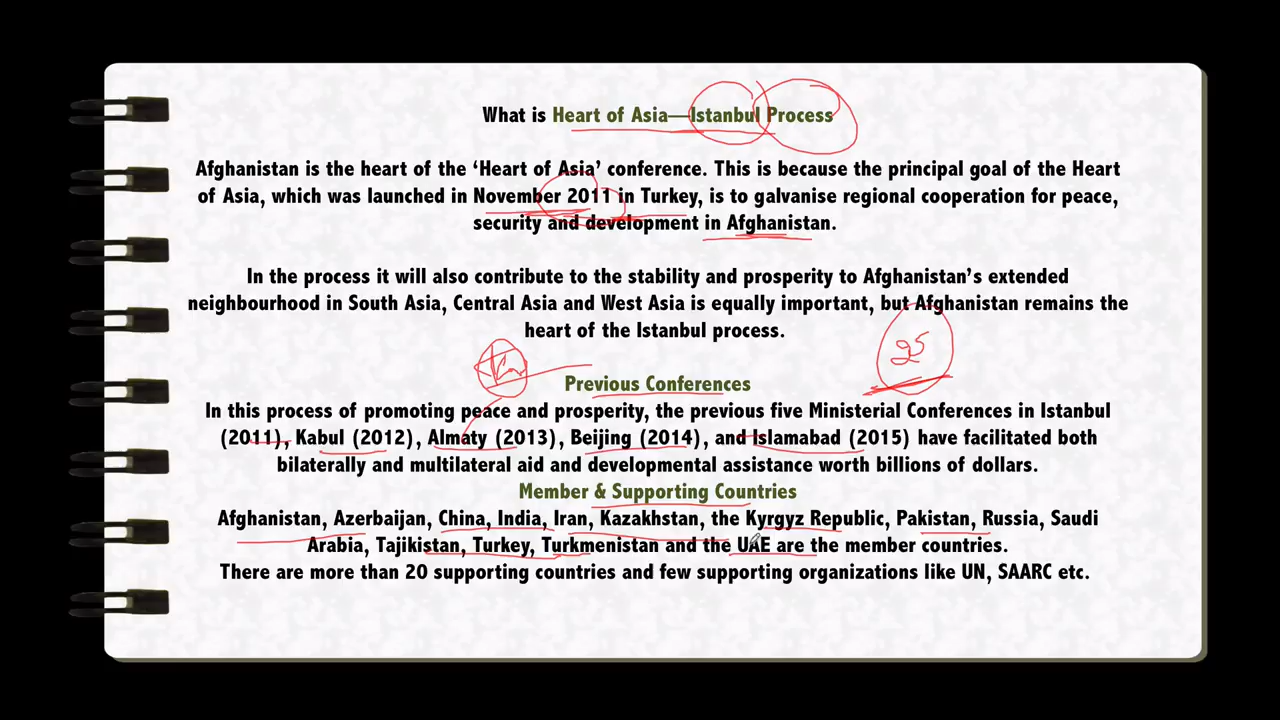 What is Heart of Asia—Istanbul Process
Afghanistan is the heart of the ‘Heart of Asia’ conference. This is because the principal goal of the Heart
of Asia, which was launched in November 2011 in Turkey, is to galvanise regional cooperation for peace,
security and development in Afghanistan.
In the process it will also contribute to the stability and prosperity to Afghanistan’s extended
neighbourhood in South Asia, Central Asia and West Asia is equally important, but Afghanistan remains the
heart of the Istanbul process.
25
Previous Conferences
In this process of promoting peace and prosperity, the previous five Ministerial Conferences in Istanbul
(2011), Kabul (2012), Almaty (2013), Beijing (2014), and Islamabad (2015) have facilitated both
bilaterally and multilateral aid and developmental assistance worth billions of dollars.
Member & Supporting Countries
Afghanistan, Azerbaijan, China, India, Iran, Kazakhstan, the Kyrgyz Republic, Pakistan, Russia, Saudi
Arabia, Tajikistan, Turkey, Turkmenistan and the UAE are the member countries.
There are more than 20 supporting countries and few supporting organizations like UN, SAARC etc.